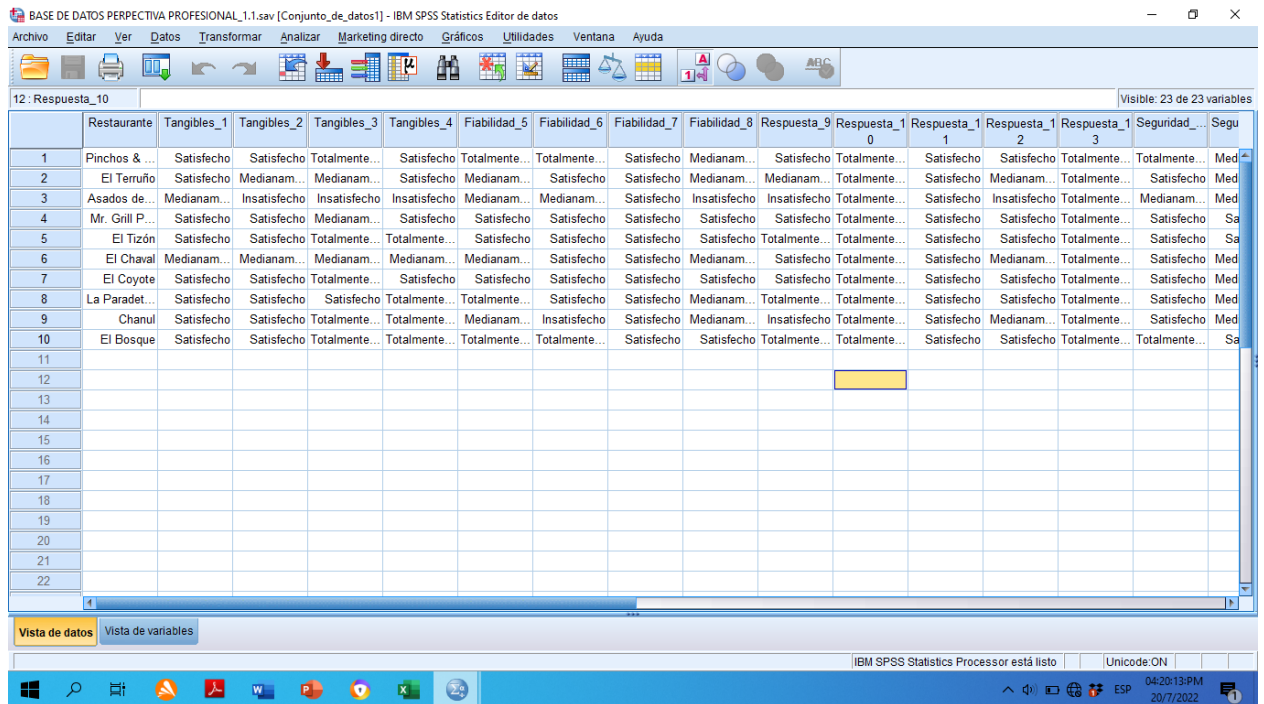 BASE DE DATOS PERPECTIVA PROFESIONAL_1.1.sav [Conjunto_de_datos1] - IBM SPSS Statistics Editor de datos
Archivo Editar Ver Datos Transformar Analizar Marketing directo Gráficos Utilidades Ventana Ayuda
12 : Respuesta_10 Visible: 23 de 23 variables
Restaurante Tangibles_1 Tangibles_2 Tangibles_3 Tangibles_4 Fiabilidad_5 Fiabilidad_6 Fiabilidad_7 Fiabilidad_8 Respuesta_9 Respuesta_10 Respuesta_11 Respuesta_12 Respuesta_13 Seguridad_... Segu
1 Pinchos & ... Satisfecho Satisfecho Totalmente... Satisfecho Totalmente... Totalmente... Satisfecho Medianam... Satisfecho Totalmente... Satisfecho Satisfecho Totalmente... Totalmente... Med
2 El Terruño Satisfecho Medianam... Medianam... Satisfecho Medianam... Satisfecho Satisfecho Medianam... Medianam... Totalmente... Satisfecho Medianam... Totalmente... Satisfecho Med
3 Asados de... Medianam... Insatisfecho Insatisfecho Insatisfecho Medianam... Medianam... Satisfecho Insatisfecho Insatisfecho Totalmente... Satisfecho Insatisfecho Totalmente... Medianam... Med
4 Mr. Grill P... Satisfecho Satisfecho Medianam... Satisfecho Satisfecho Satisfecho Satisfecho Satisfecho Satisfecho Totalmente... Satisfecho Satisfecho Totalmente... Satisfecho Sa
5 El Tizón Satisfecho Satisfecho Totalmente... Totalmente... Satisfecho Satisfecho Satisfecho Satisfecho Totalmente... Totalmente... Satisfecho Satisfecho Totalmente... Satisfecho Sa
6 El Chaval Medianam... Medianam... Medianam... Medianam... Medianam... Satisfecho Satisfecho Medianam... Satisfecho Totalmente... Satisfecho Medianam... Totalmente... Satisfecho Med
7 El Coyote Satisfecho Satisfecho Totalmente... Satisfecho Satisfecho Satisfecho Satisfecho Satisfecho Satisfecho Totalmente... Satisfecho Satisfecho Totalmente... Satisfecho Med
8 La Paradet... Satisfecho Satisfecho Satisfecho Totalmente... Totalmente... Satisfecho Satisfecho Medianam... Totalmente... Totalmente... Satisfecho Satisfecho Totalmente... Satisfecho Med
9 Chanul Satisfecho Satisfecho Totalmente... Totalmente... Medianam... Insatisfecho Satisfecho Medianam... Insatisfecho Totalmente... Satisfecho Medianam... Totalmente... Satisfecho Med
10 El Bosque Satisfecho Satisfecho Totalmente... Totalmente... Totalmente... Totalmente... Satisfecho Satisfecho Totalmente... Totalmente... Satisfecho Satisfecho Totalmente... Totalmente... Sa
11
12
13
14
15
16
17
18
19
20
21
22
Vista de datos Vista de variables
IBM SPSS Statistics Processor está listo Unicode:ON
ESP 04:20:13:PM
20/7/2022